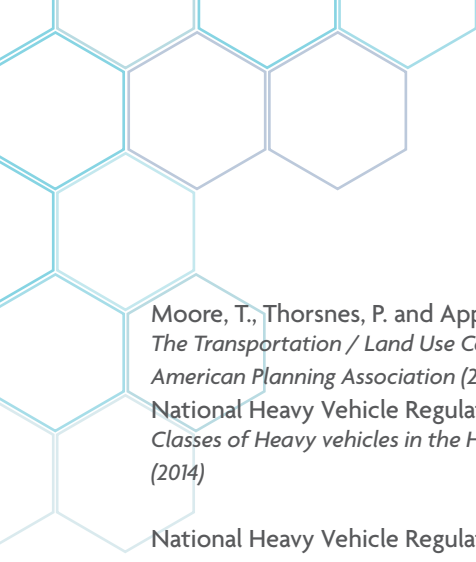 Moore, T., Thorsnes, P. and App
The Transportation / Land Use C
American Planning Association (2
National Heavy Vehicle Regula
Classes of Heavy vehicles in the H
(2014)
National Heavy Vehicle Regula